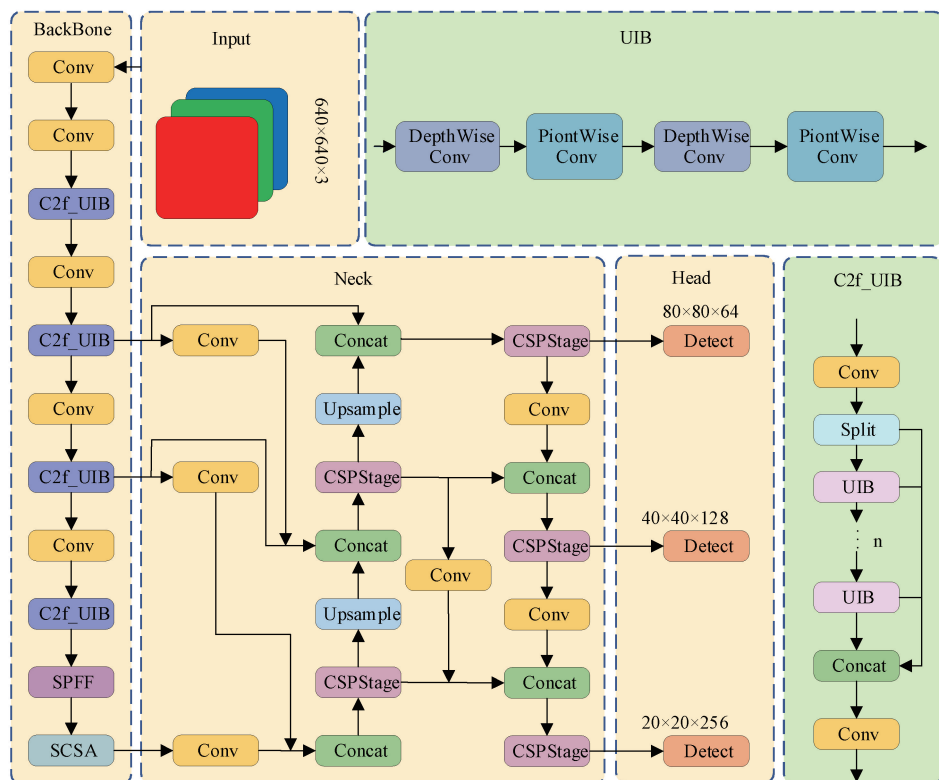 BackBone
Conv
Conv
C2f_UIB
Conv
C2f_UIB
Conv
C2f_UIB
Conv
C2f_UIB
SPFF
SCSA
Input
640×640×3
UIB
DepthWise
Conv
PiontWise
Conv
DepthWise
Conv
PiontWise
Conv
Neck
Conv
Conv
Conv
Concat
Upsample
CSPStage
Concat
Upsample
CSPStage
Concat
Conv
CSPStage
Conv
Concat
CSPStage
Conv
Concat
CSPStage
Head
80×80×64
Detect
40×40×128
Detect
20×20×256
Detect
C2f_UIB
Conv
Split
UIB
n
UIB
Concat
Conv